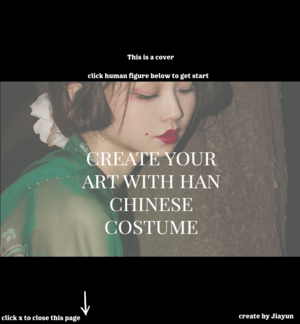 This is a cover
click human figure below to get start
CREATE YOUR
ART WITH HAN
CHINESE
COSTUME
click x to close this page
create by Jiayun